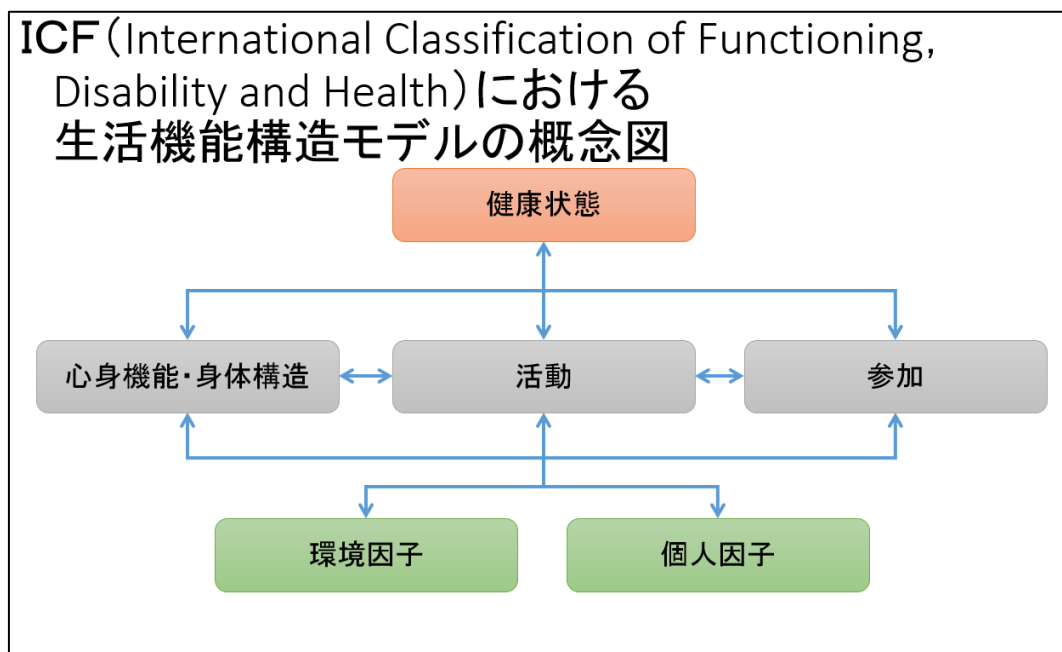 ICF(International Classification of Functioning,
Disability and Health)における
生活機能構造モデルの概念図
健康状態
心身機能・身体構造
活動
参加
環境因子
個人因子